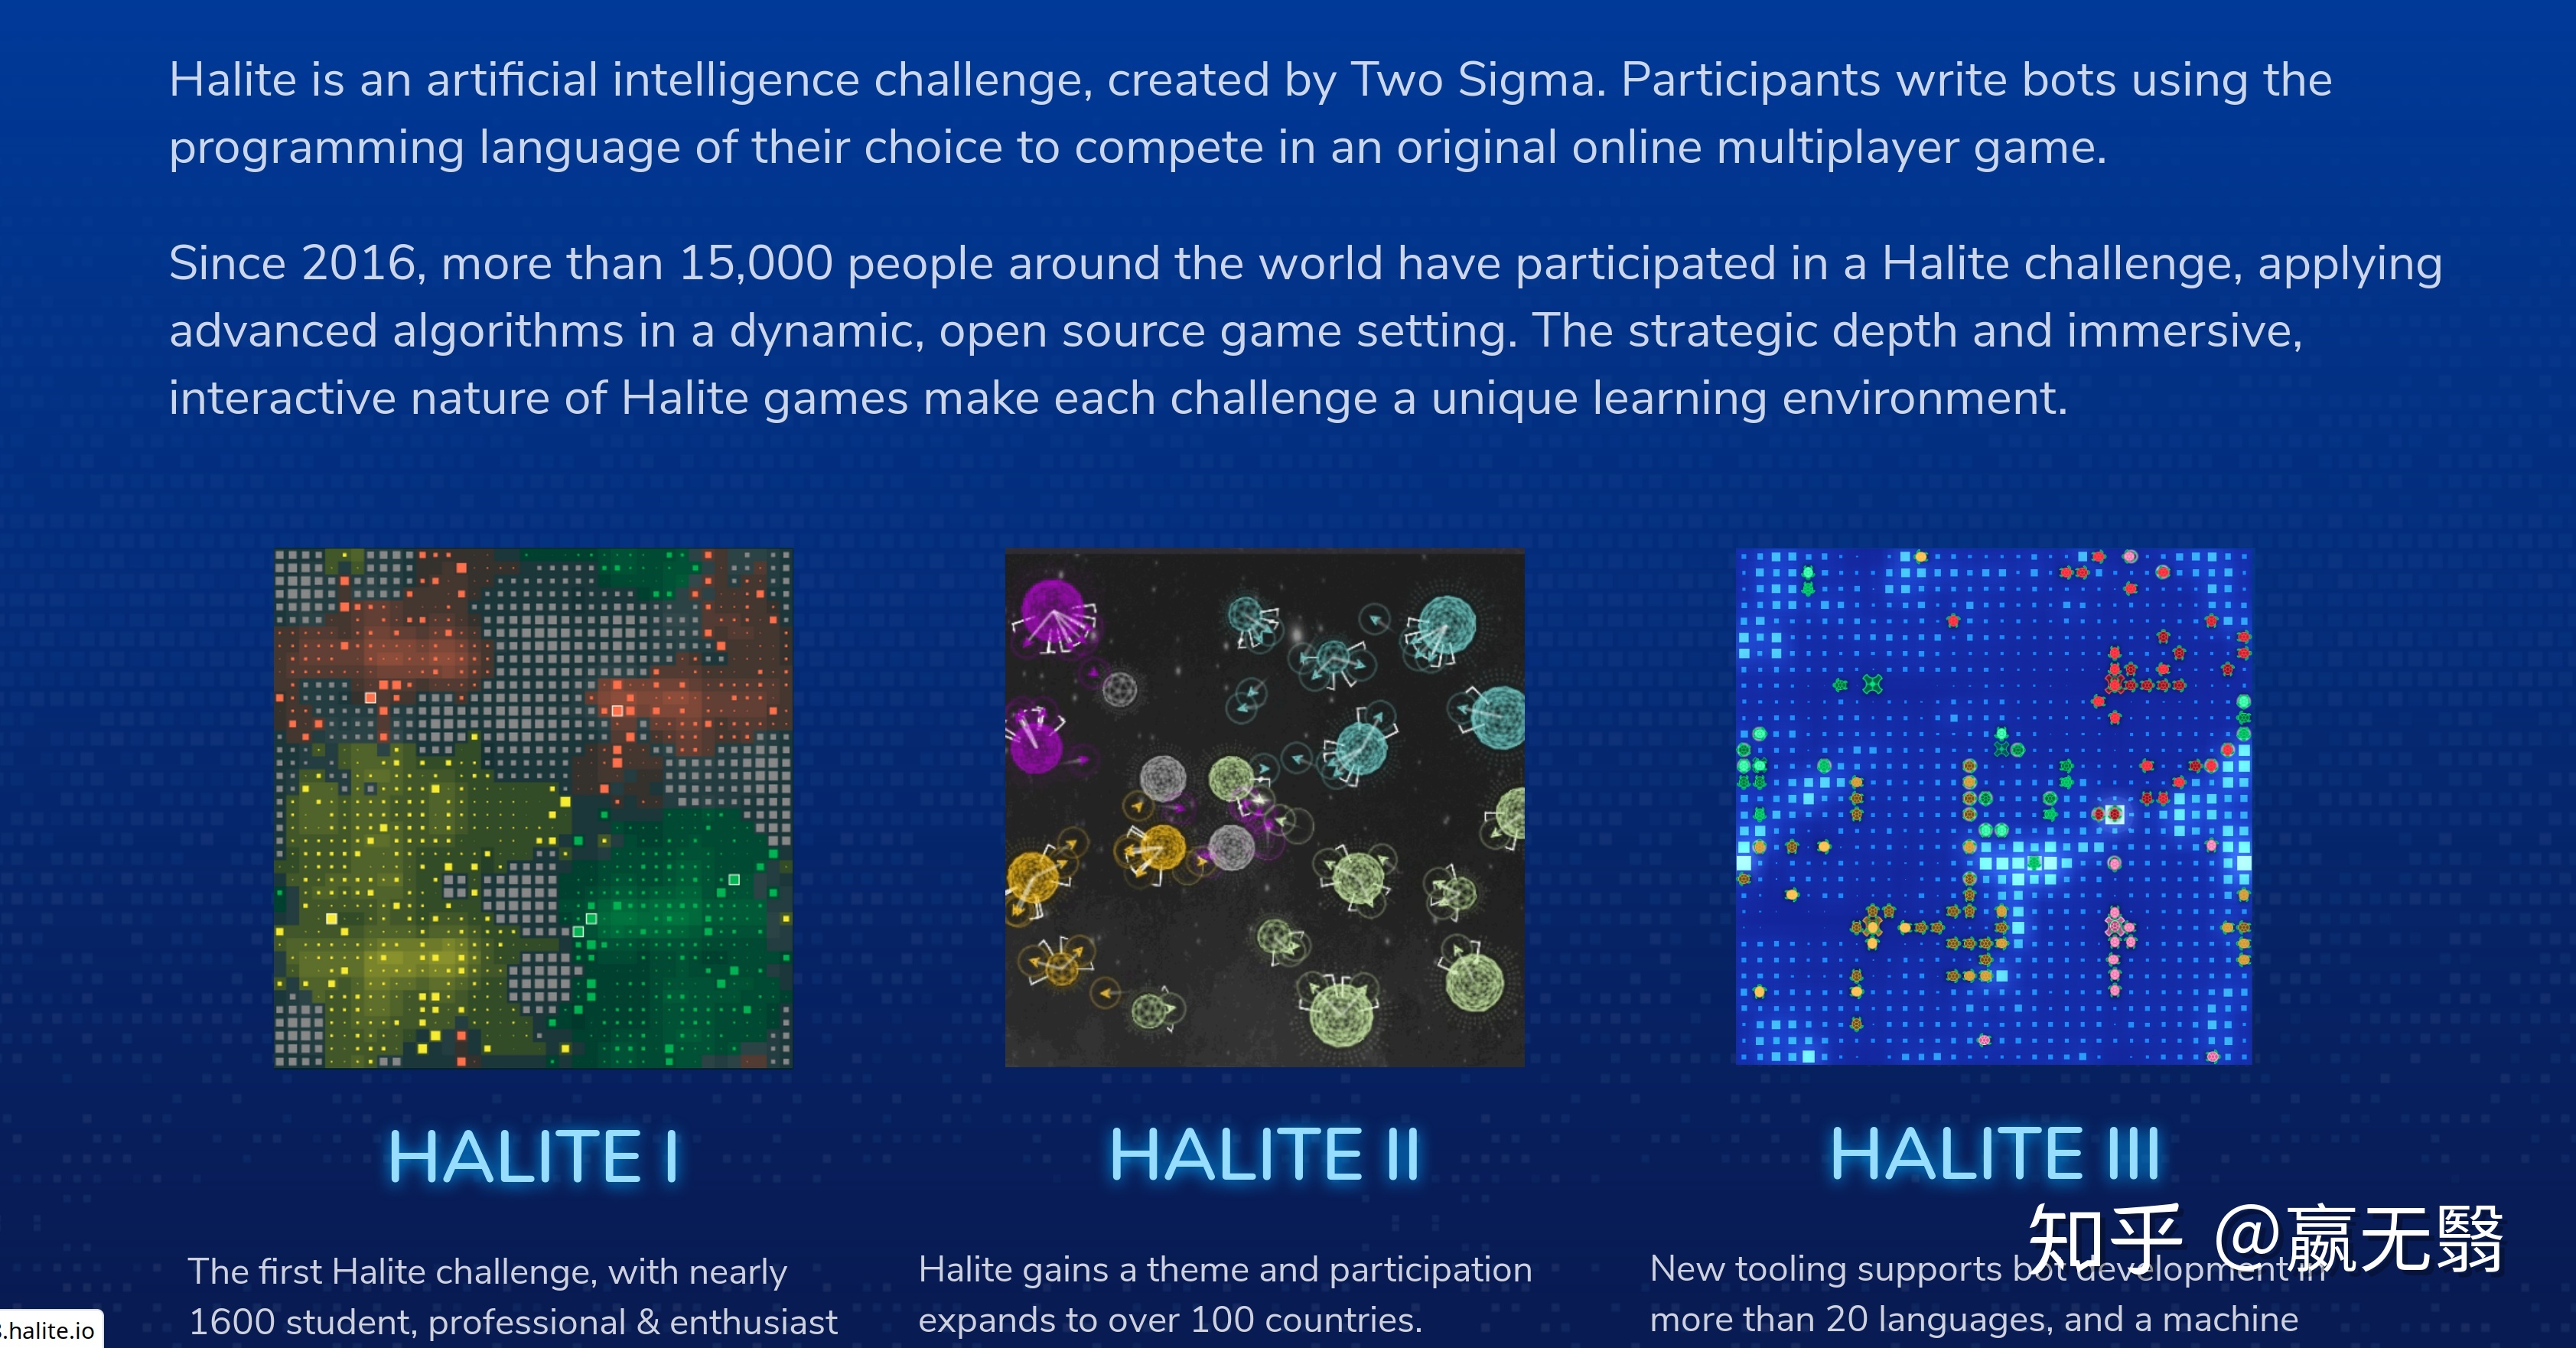 Halite is an artificial intelligence challenge, created by Two Sigma. Participants write bots using the
programming language of their choice to compete in an original online multiplayer game.
Since 2016, more than 15,000 people around the world have participated in a Halite challenge, applying
advanced algorithms in a dynamic, open source game setting. The strategic depth and immersive,
interactive nature of Halite games make each challenge a unique learning environment.
HALITE I
The first Halite challenge, with nearly
1600 student, professional & enthusiast
HALITE II
Halite gains a theme and participation
expands to over 100 countries.
HALITE III
New tooling supports bot development in
more than 20 languages, and a machine
知乎 @嬴无翳
.halite.io